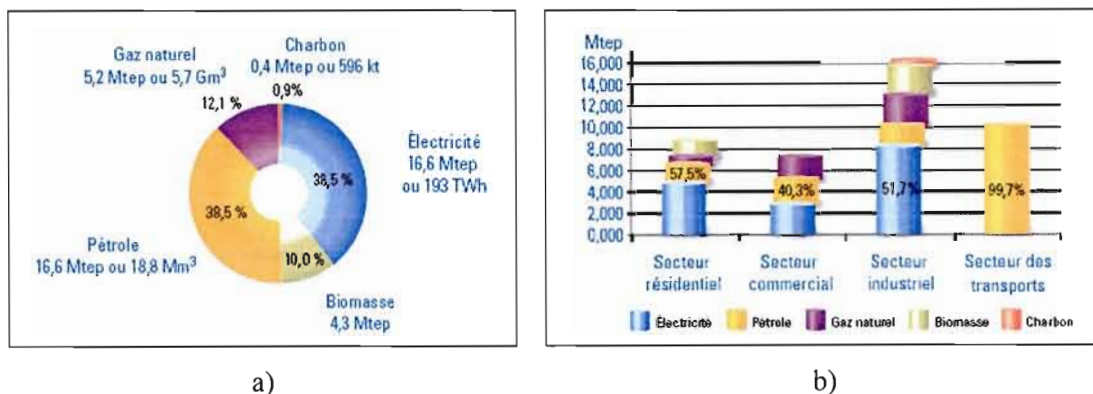 Charbon
0,4 Mtep ou 596 kt
Gaz naturel
5,2 Mtep ou 5,7 Gm³
0,9%
12,1 %
Électricité
16,6 Mtep
ou 193 TWh
38,5 %
38,5 %
Pétrole
16,6 Mtep ou 18,8 Mm³
10,0 %
Biomasse
4,3 Mtep
a)
Mtep
16,000
14,000
12,000
10,000
8,000
6,000
4,000
2,000
0,000
57,5%
40,3%
51,7%
99,7%
Secteur résidentiel
Secteur commercial
Secteur industriel
Secteur des transports
Électricité
Pétrole
Gaz naturel
Biomasse
Charbon
b)